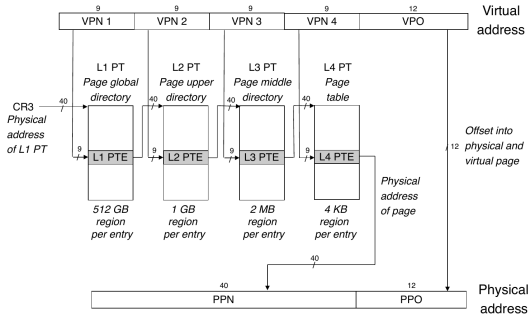 9 9 9 9 12
VPN 1 VPN 2 VPN 3 VPN 4 VPO
Virtual
address
L1 PT
Page global
directory
L2 PT
Page upper
directory
L3 PT
Page middle
directory
L4 PT
Page
table
CR3
Physical
address
of L1 PT
40 40 40 40
9 L1 PTE
9 L2 PTE
9 L3 PTE
9 L4 PTE
512 GB
region
per entry
1 GB
region
per entry
2 MB
region
per entry
4 KB
region
per entry
Physical
address
of page
Offset into
physical and
virtual page
12
40
40 12
PPN PPO
Physical
address